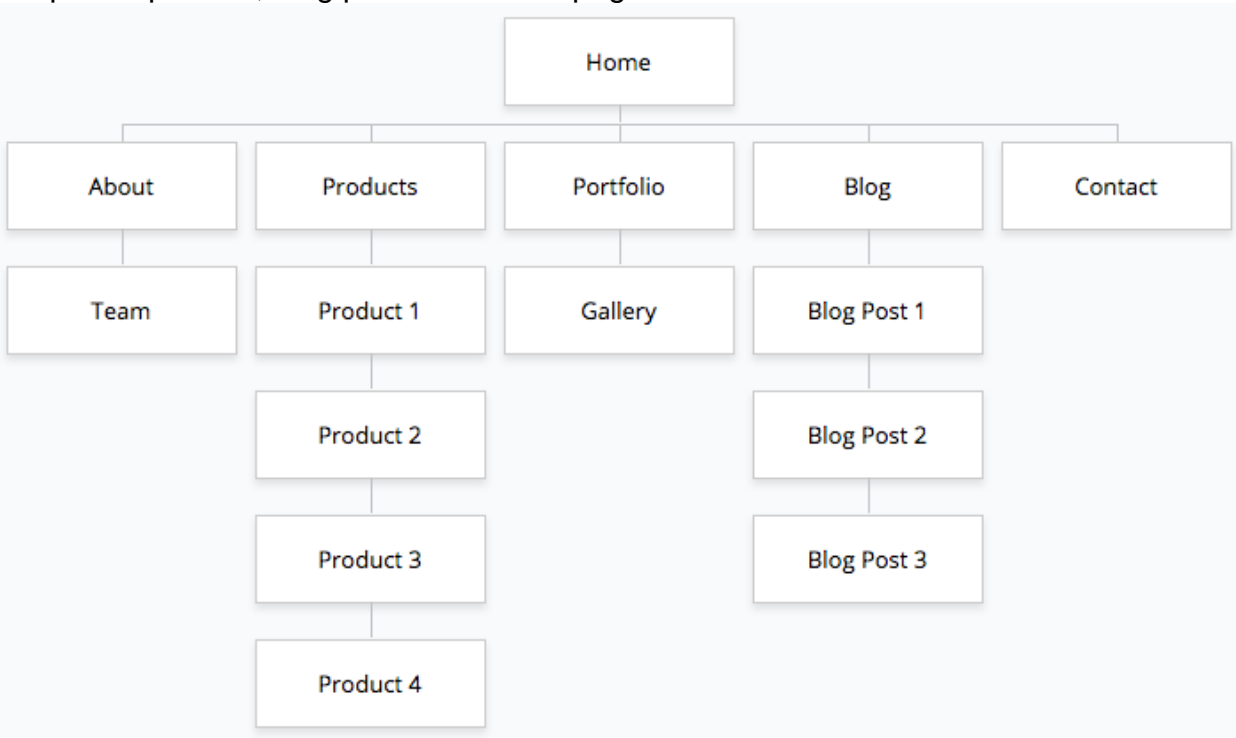 Home
About
Products
Portfolio
Blog
Contact
Team
Product 1
Gallery
Blog Post 1
Product 2
Blog Post 2
Product 3
Blog Post 3
Product 4